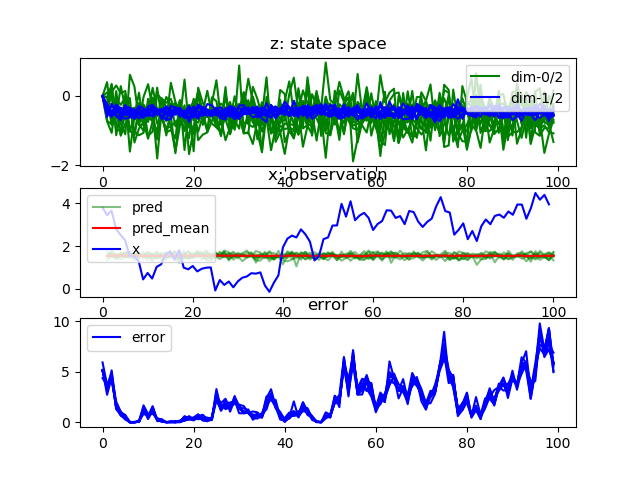 z: state space
0
−2
dim-0/2
dim-1/2
0 20 40 60 80 100
x: observation
4
2
0
pred
pred_mean
x
0 20 40 60 80 100
error
10
5
0
error
0 20 40 60 80 100